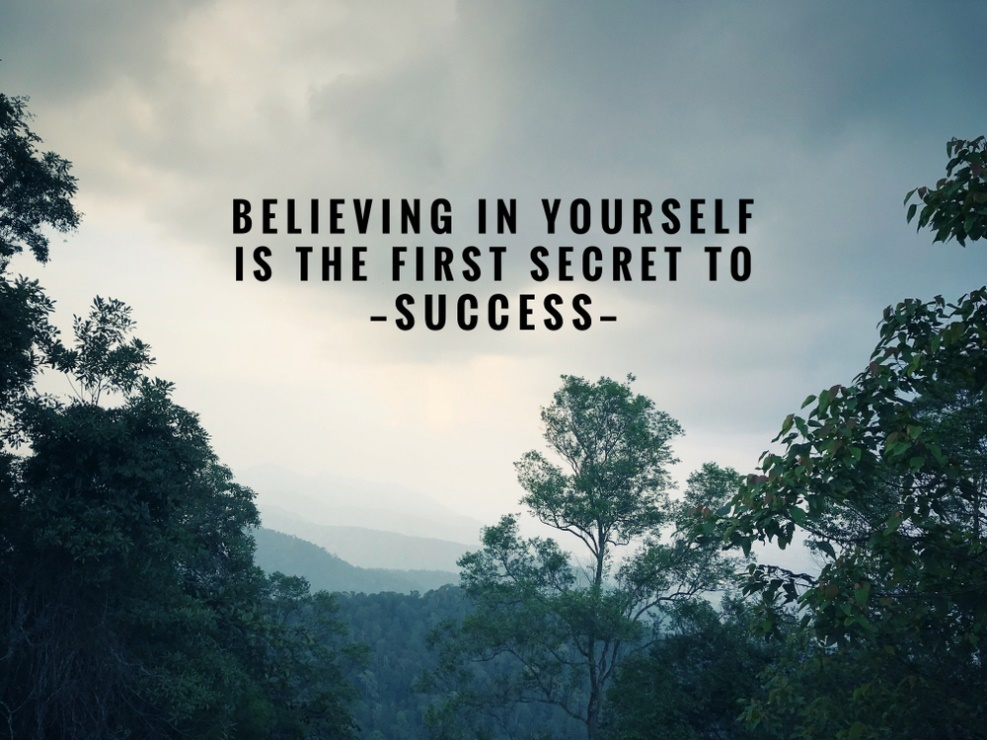 BELIEVING IN YOURSELF
IS THE FIRST SECRET TO
-SUCCESS-